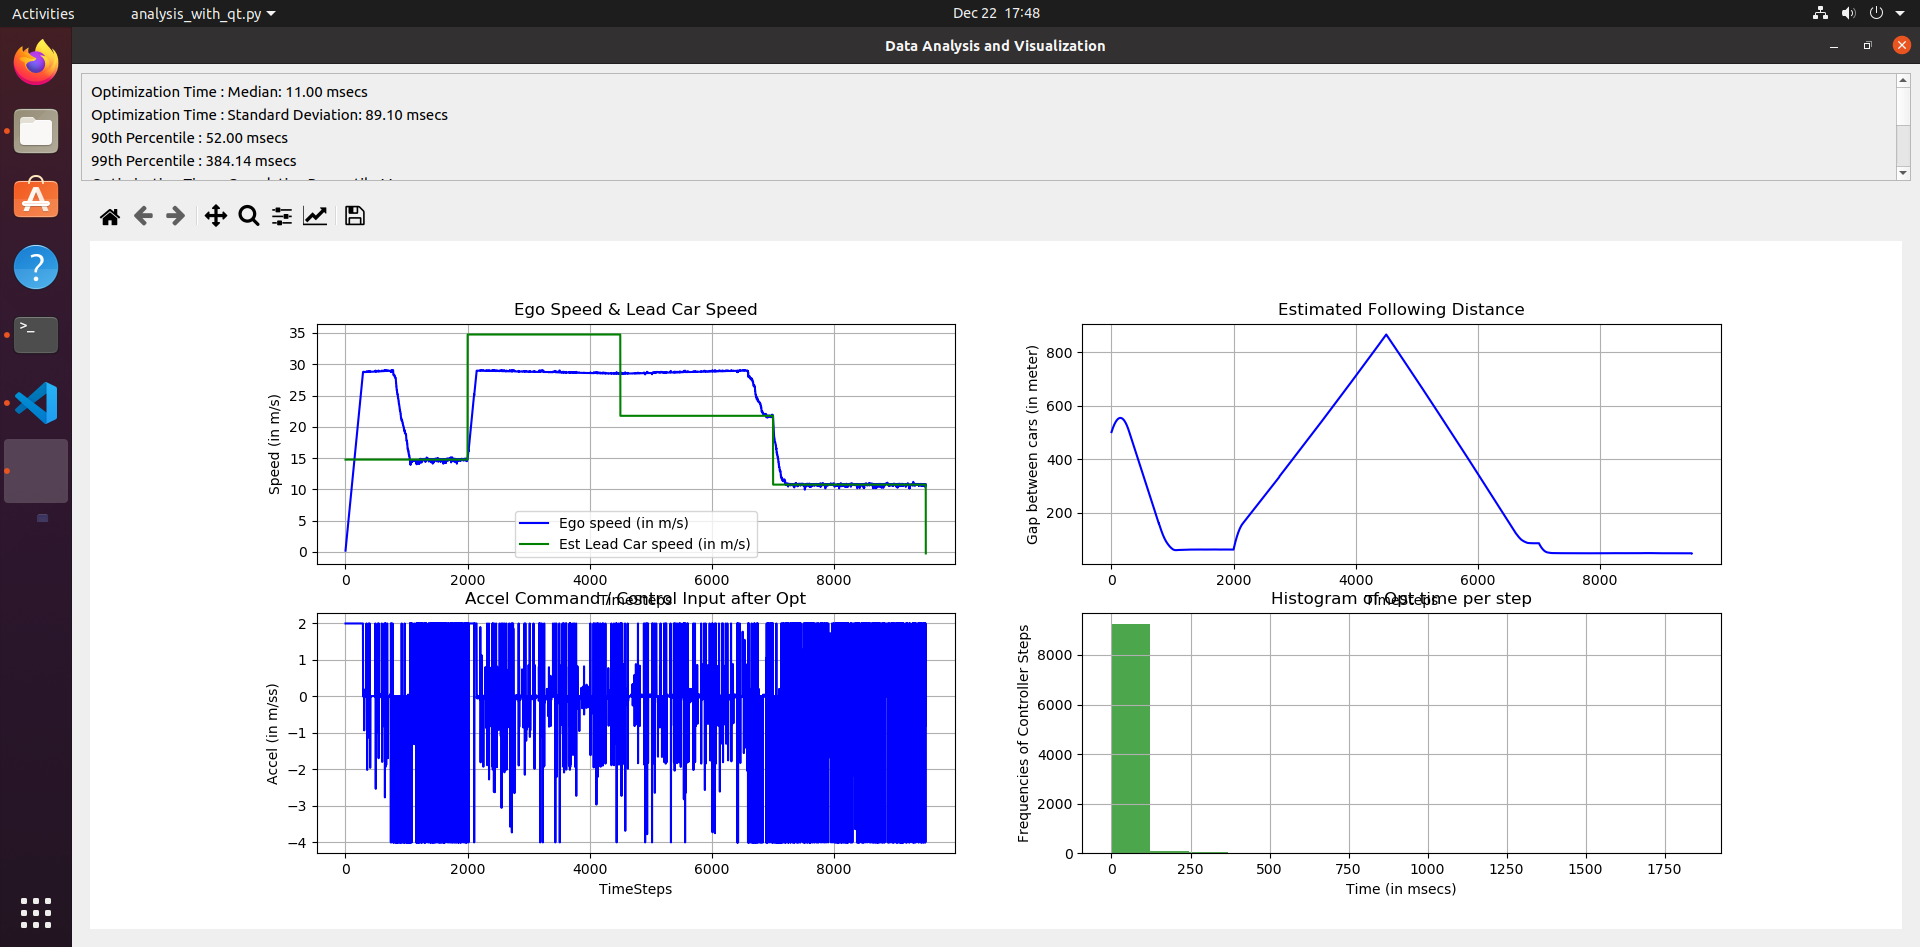 Activities
analysis_with_qt.py
Dec 22 17:48
Data Analysis and Visualization
Optimization Time : Median: 11.00 msecs
Optimization Time : Standard Deviation: 89.10 msecs
90th Percentile : 52.00 msecs
99th Percentile : 384.14 msecs
Ego Speed & Lead Car Speed
Speed (in m/s)
35
30
25
20
15
10
5
0
Ego speed (in m/s)
Est Lead Car speed (in m/s)
0 2000 4000 6000 8000
TimeSteps
Estimated Following Distance
Gap between cars (in meter)
800
600
400
200
0 2000 4000 6000 8000
TimeSteps
Accel Command / Control Input after Opt
Accel (in m/ss)
2
1
0
−1
−2
−3
−4
0 2000 4000 6000 8000
TimeSteps
Histogram of Opt time per step
Frequencies of Controller Steps
8000
6000
4000
2000
0
0 250 500 750 1000 1250 1500 1750
Time (in msecs)